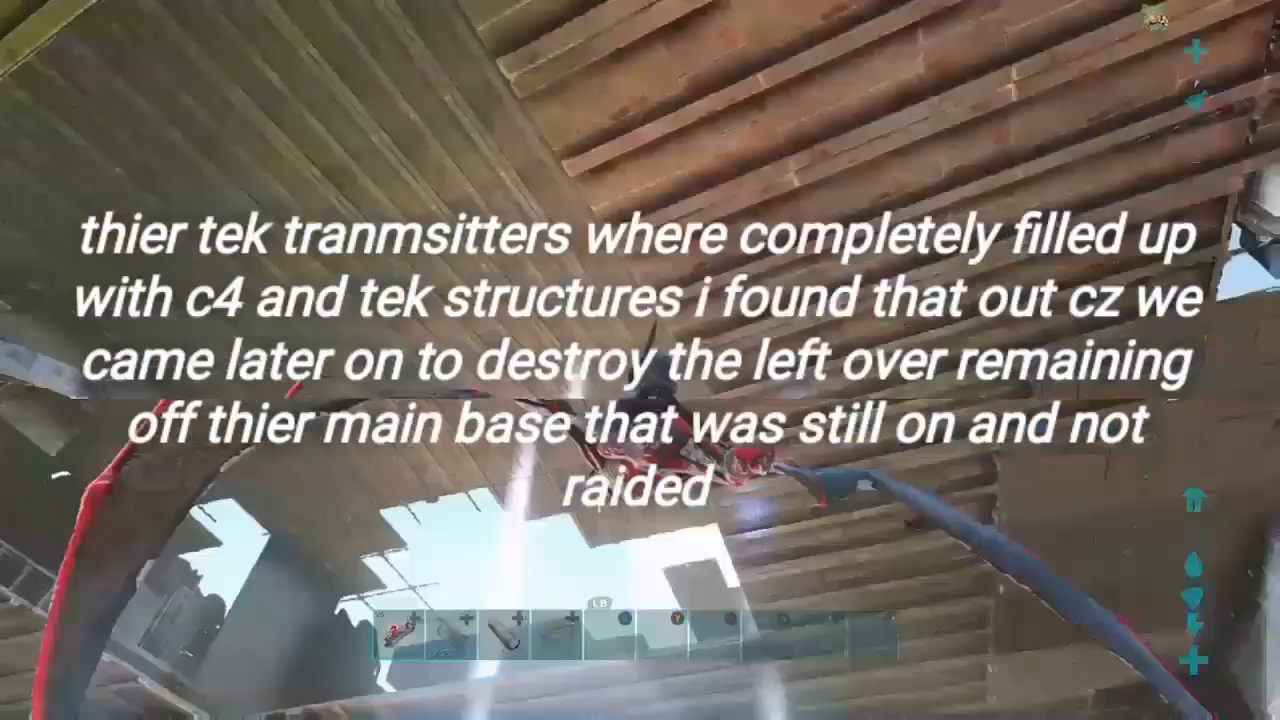 thier tek tranmsitters where completely filled up
with c4 and tek structures i found that out cz we
came later on to destroy the left over remaining
off thier main base that was still on and not
raided
LB